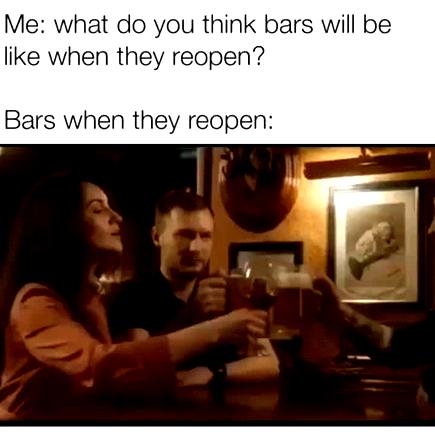 Me: what do you think bars will be
like when they reopen?
Bars when they reopen: